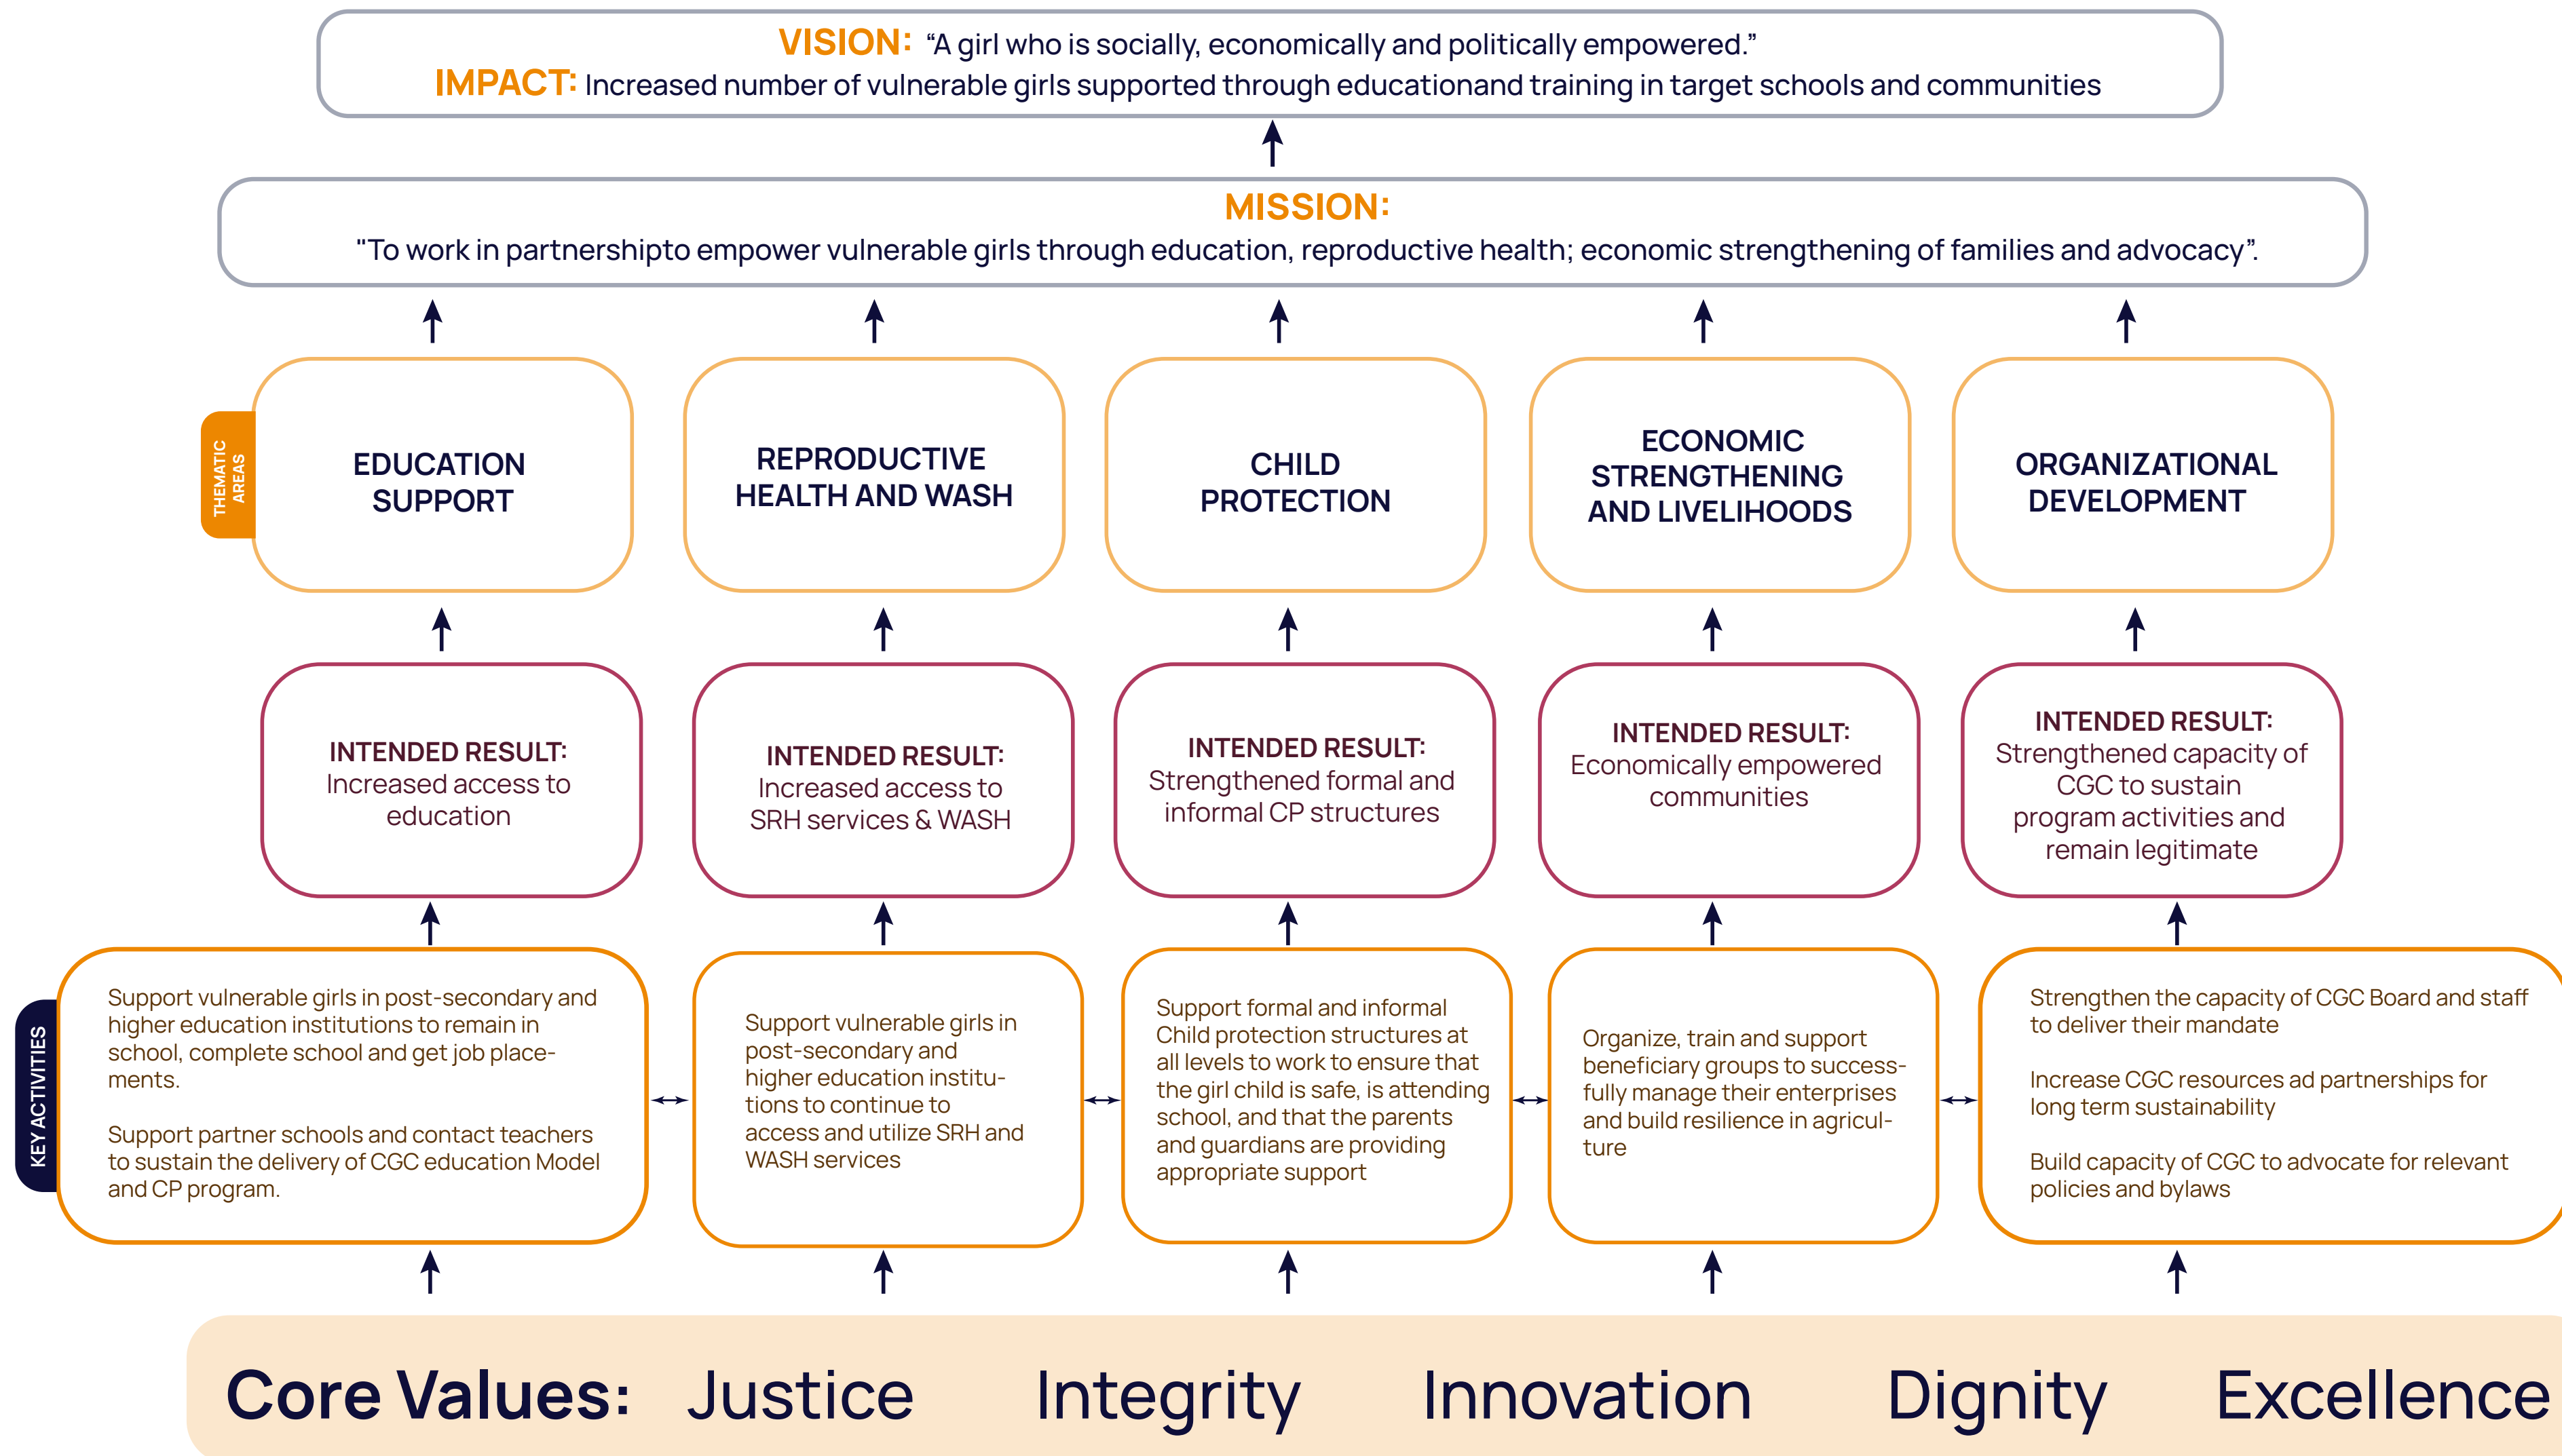 VISION: “A girl who is socially, economically and politically empowered.”
IMPACT: Increased number of vulnerable girls supported through educationand training in target schools and communities
MISSION:
"To work in partnershipto empower vulnerable girls through education, reproductive health; economic strengthening of families and advocacy”.
THEMATIC
AREAS
EDUCATION
SUPPORT
REPRODUCTIVE
HEALTH AND WASH
CHILD
PROTECTION
ECONOMIC
STRENGTHENING
AND LIVELIHOODS
ORGANIZATIONAL
DEVELOPMENT
INTENDED RESULT:
Increased access to
education
INTENDED RESULT:
Increased access to
SRH services & WASH
INTENDED RESULT:
Strengthened formal and
informal CP structures
INTENDED RESULT:
Economically empowered
communities
INTENDED RESULT:
Strengthened capacity of
CGC to sustain
program activities and
remain legitimate
KEY ACTIVITIES
Support vulnerable girls in post-secondary and
higher education institutions to remain in
school, complete school and get job place-
ments.
Support partner schools and contact teachers
to sustain the delivery of CGC education Model
and CP program.
Support vulnerable girls in
post-secondary and
higher education institu-
tions to continue to
access and utilize SRH and
WASH services
Support formal and informal
Child protection structures at
all levels to work to ensure that
the girl child is safe, is attending
school, and that the parents
and guardians are providing
appropriate support
Organize, train and support
beneficiary groups to success-
fully manage their enterprises
and build resilience in agricul-
ture
Strengthen the capacity of CGC Board and staff
to deliver their mandate
Increase CGC resources ad partnerships for
long term sustainability
Build capacity of CGC to advocate for relevant
policies and bylaws
Core Values: Justice Integrity Innovation Dignity Excellence